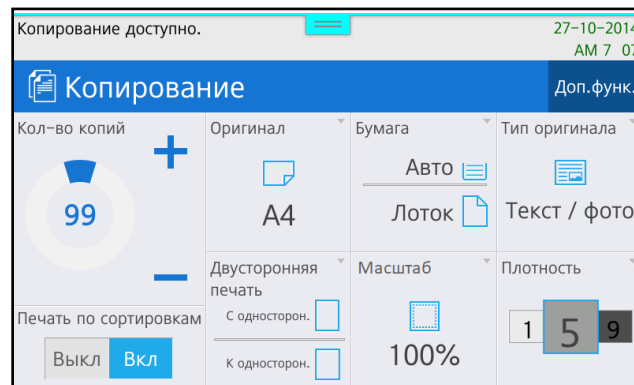 Копирование доступно.
27-10-2014
AM 7 07
Копирование
Доп.функ.
Кол-во копий
99
Оригинал
A4
Бумага
Авто
Лоток
Тип оригинала
Текст / фото
Печать по сортировкам
Выкл Вкл
Двусторонняя
печать
С односторон.
К односторон.
Масштаб
100%
Плотность
1 5 9